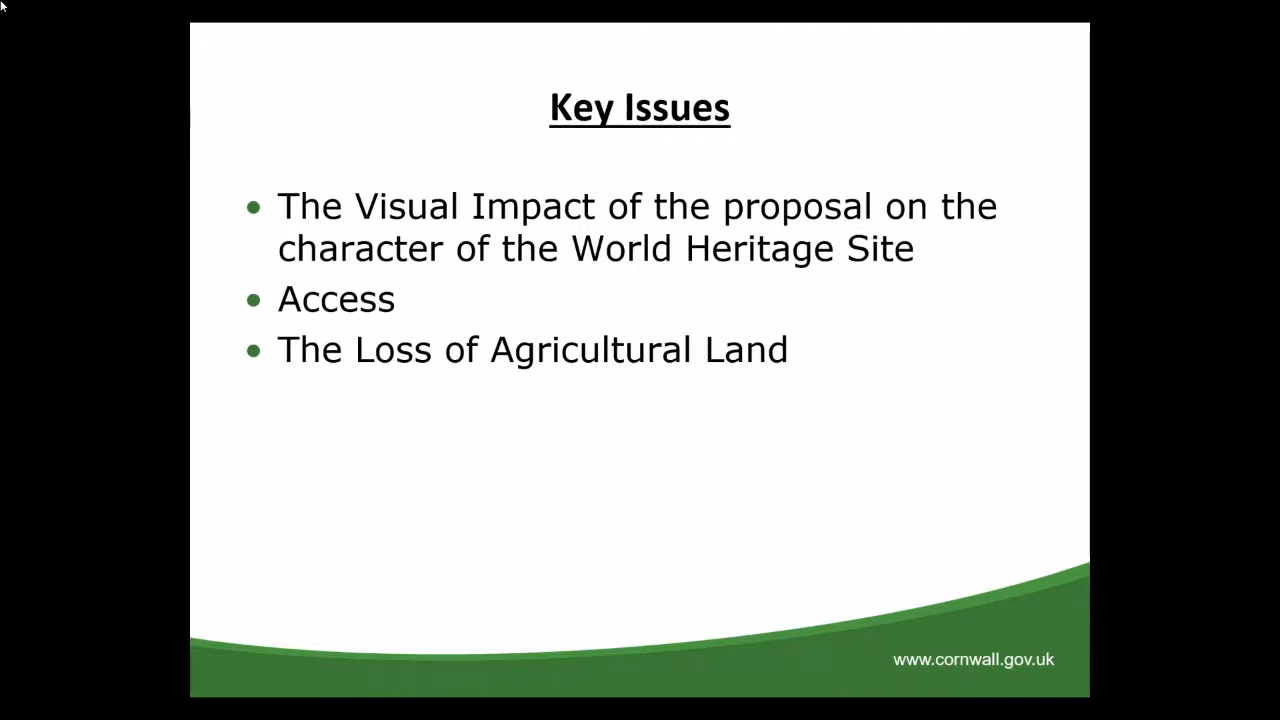 Key Issues
The Visual Impact of the proposal on the
character of the World Heritage Site
Access
The Loss of Agricultural Land
www.cornwall.gov.uk